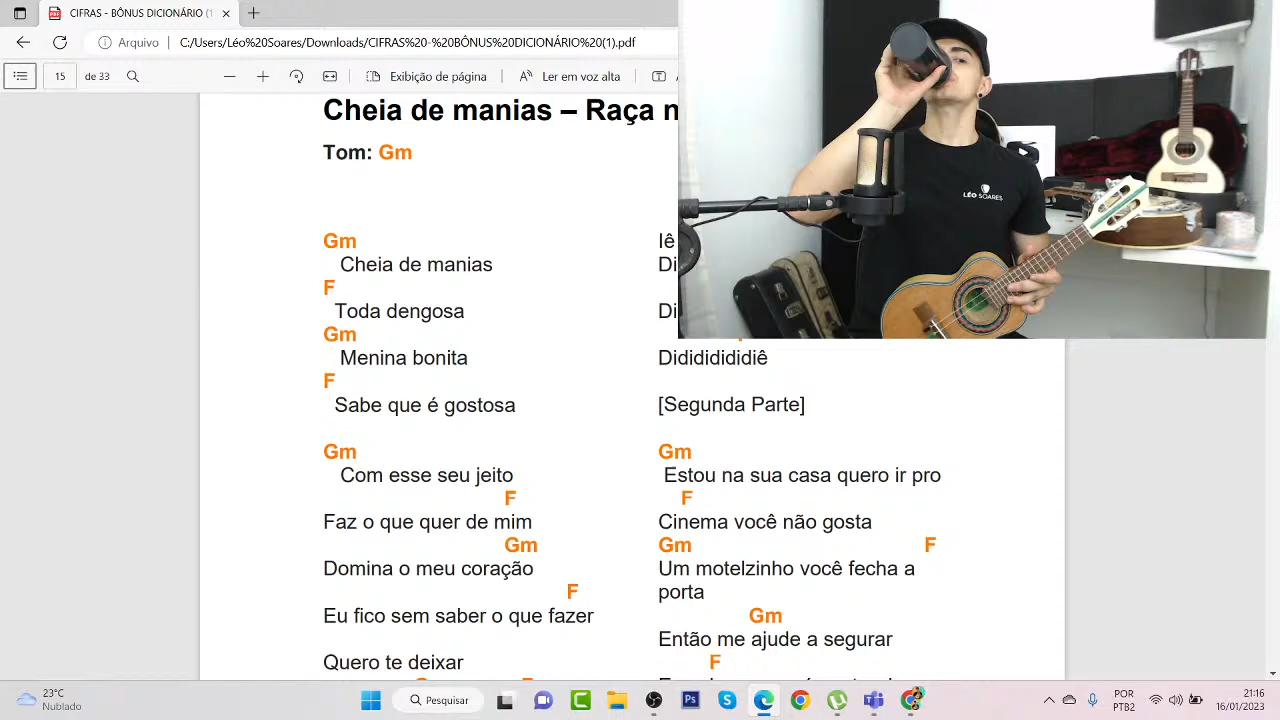 CIFRAS - BÔNUS DICIONÁRIO (1
Arquivo
C:/Users/Léo%20Soares/Downloads/CIFRAS%20-%20BÔNUS%20DICIONÁRIO%20(1).pdf
15 de 33
Exibição de página
Ler em voz alta
Cheia de manias – Raça n
Tom: Gm
Gm
Cheia de manias
F
Toda dengosa
Gm
Menina bonita
F
Sabe que é gostosa
Gm
Com esse seu jeito
F
Faz o que quer de mim
Gm
Domina o meu coração
F
Eu fico sem saber o que fazer
Quero te deixar
Iê
Di
Di
Dididididiê
[Segunda Parte]
Gm
Estou na sua casa quero ir pro
F
Cinema você não gosta
Gm F
Um motelzinho você fecha a
porta
Gm
Então me ajude a segurar
F
LÉO SOARES
23°C
Nublado
Pesquisar
POR
PTB2
21:16
16/01/2023